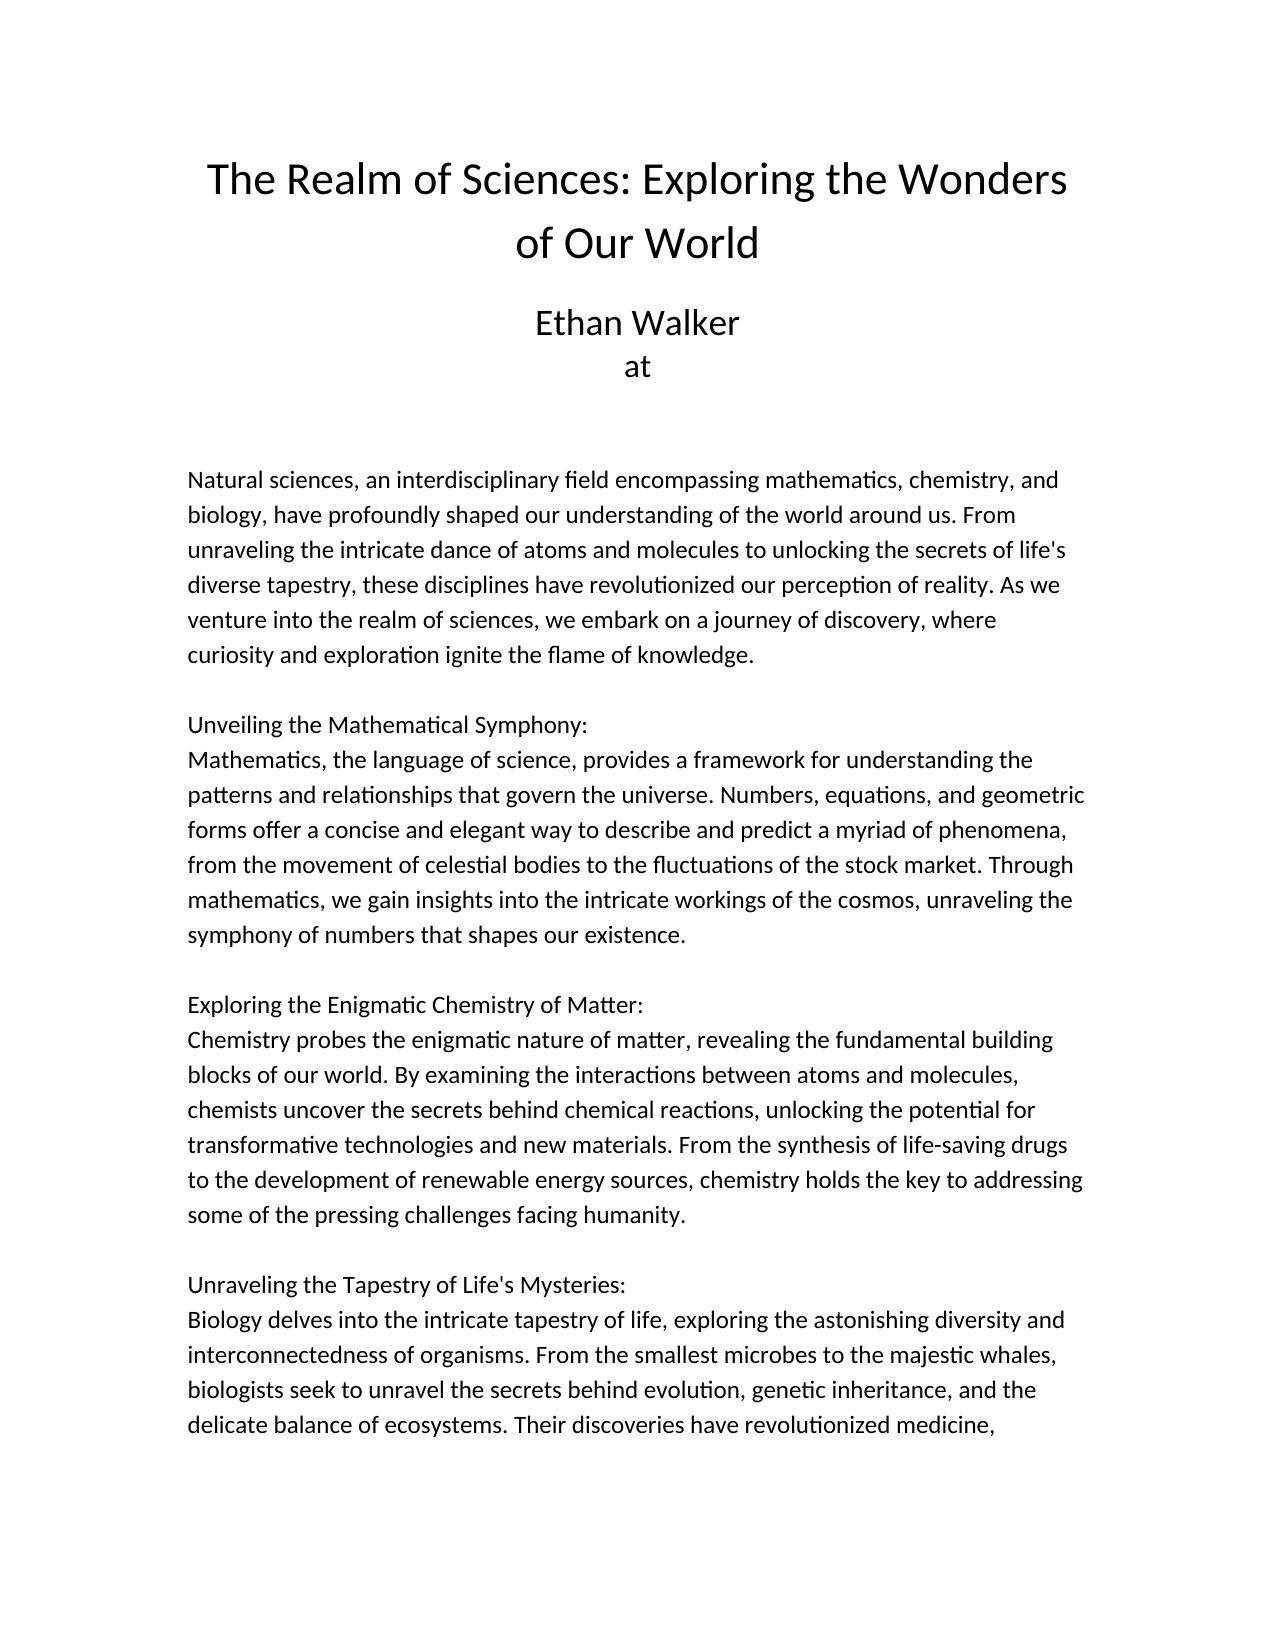 The Realm of Sciences: Exploring the Wonders
of Our World
Ethan Walker
at
Natural sciences, an interdisciplinary field encompassing mathematics, chemistry, and
biology, have profoundly shaped our understanding of the world around us. From
unraveling the intricate dance of atoms and molecules to unlocking the secrets of life's
diverse tapestry, these disciplines have revolutionized our perception of reality. As we
venture into the realm of sciences, we embark on a journey of discovery, where
curiosity and exploration ignite the flame of knowledge.
Unveiling the Mathematical Symphony:
Mathematics, the language of science, provides a framework for understanding the
patterns and relationships that govern the universe. Numbers, equations, and geometric
forms offer a concise and elegant way to describe and predict a myriad of phenomena,
from the movement of celestial bodies to the fluctuations of the stock market. Through
mathematics, we gain insights into the intricate workings of the cosmos, unraveling the
symphony of numbers that shapes our existence.
Exploring the Enigmatic Chemistry of Matter:
Chemistry probes the enigmatic nature of matter, revealing the fundamental building
blocks of our world. By examining the interactions between atoms and molecules,
chemists uncover the secrets behind chemical reactions, unlocking the potential for
transformative technologies and new materials. From the synthesis of life-saving drugs
to the development of renewable energy sources, chemistry holds the key to addressing
some of the pressing challenges facing humanity.
Unraveling the Tapestry of Life's Mysteries:
Biology delves into the intricate tapestry of life, exploring the astonishing diversity and
interconnectedness of organisms. From the smallest microbes to the majestic whales,
biologists seek to unravel the secrets behind evolution, genetic inheritance, and the
delicate balance of ecosystems. Their discoveries have revolutionized medicine,